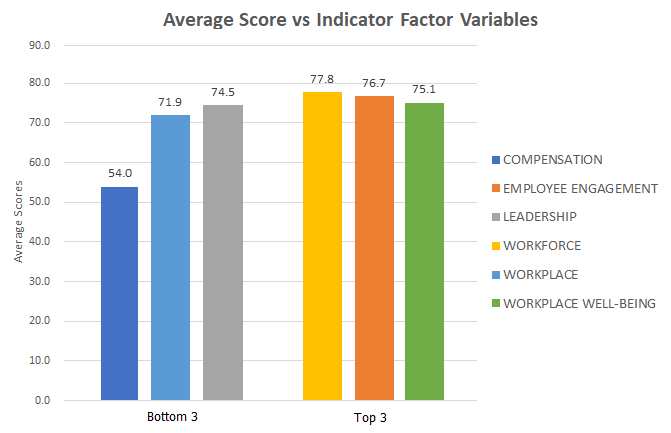 Average Score vs Indicator Factor Variables
90.0
80.0
70.0
60.0
50.0
40.0
30.0
20.0
10.0
0.0
Average Scores
54.0
71.9
74.5
77.8
76.7
75.1
Bottom 3
Top 3
COMPENSATION
EMPLOYEE ENGAGEMENT
LEADERSHIP
WORKFORCE
WORKPLACE
WORKPLACE WELL-BEING